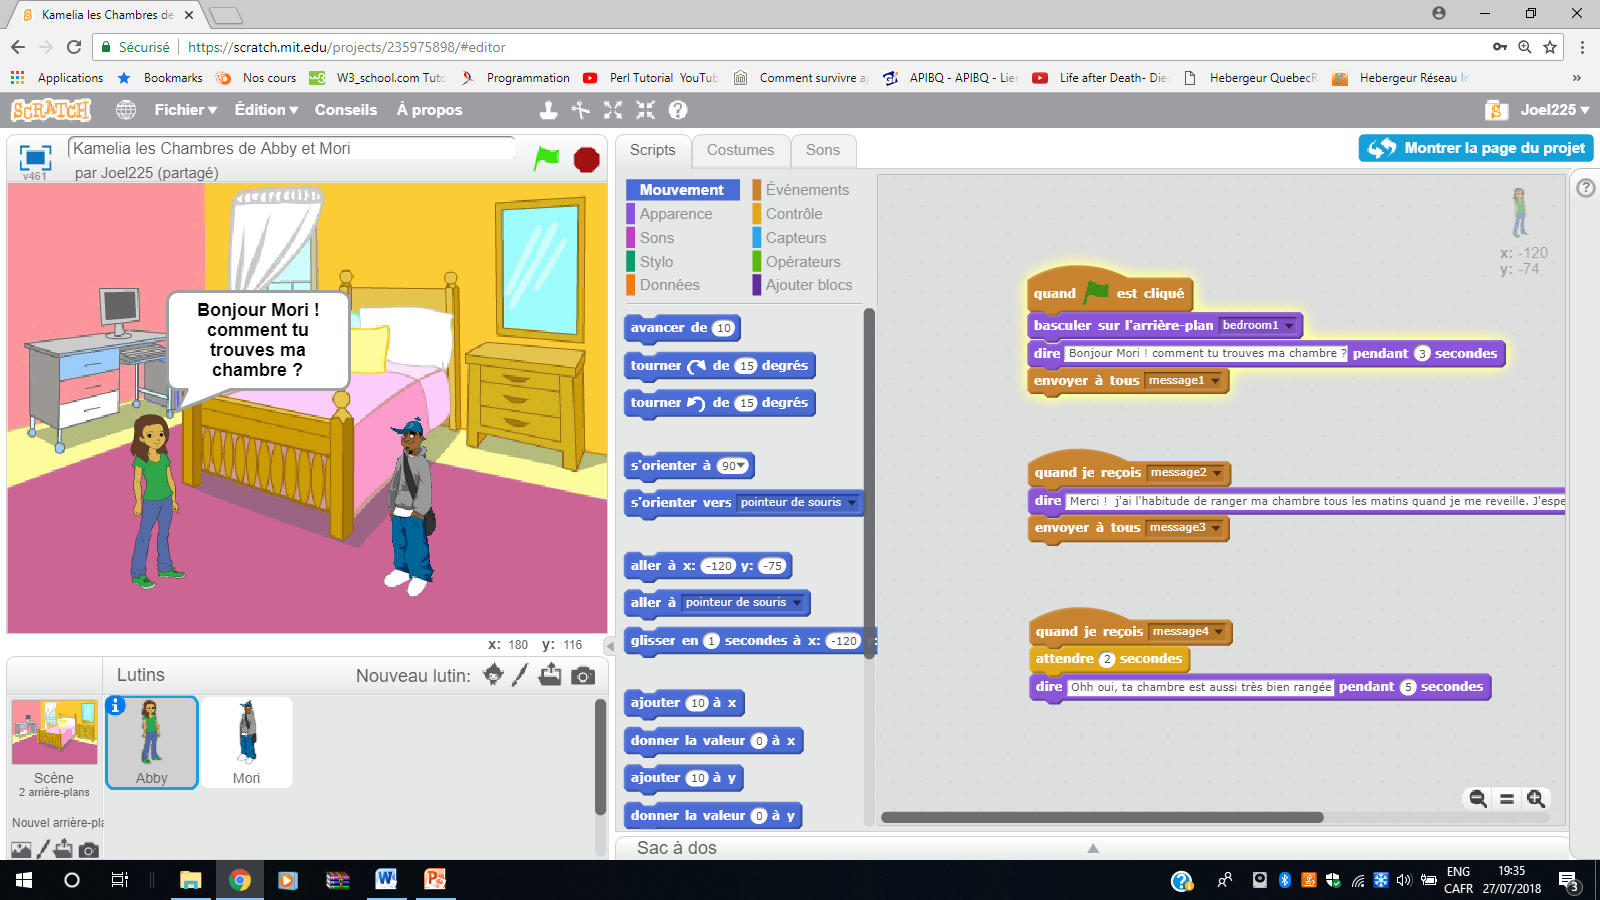 Kamelia les Chambres de
Sécurisé
https://scratch.mit.edu/projects/235975898/#editor
Applications
Bookmarks
Nos cours
W3_school.com Tuto
Programmation
Perl Tutorial YouTub
Comment survivre a
APIBQ - APIBQ - Lien
Life after Death- Die
Hebergeur QuebecR
Hebergeur Réseau In
SCRATCH
Fichier
Édition
Conseils
À propos
Joel225
v461
Kamelia les Chambres de Abby et Mori
par Joel225 (partagé)
Bonjour Mori !
comment tu
trouves ma
chambre ?
x: 180 y: 116
Scripts
Costumes
Sons
Montrer la page du projet
Mouvement
Événements
Apparence
Contrôle
Sons
Capteurs
Stylo
Opérateurs
Données
Ajouter blocs
avancer de 10
tourner 15 degrés
tourner 15 degrés
s'orienter à 90
s'orienter vers pointeur de souris
aller à x: -120 y: -75
aller à pointeur de souris
glisser en 1 secondes à x: -120
ajouter 10 à x
donner la valeur 0 à x
ajouter 10 à y
donner la valeur 0 à y
x: -120
y: -74
quand est cliqué
basculer sur l'arrière-plan bedroom1
dire Bonjour Mori ! comment tu trouves ma chambre ? pendant 3 secondes
envoyer à tous message1
quand je reçois message2
dire Merci ! j'ai l'habitude de ranger ma chambre tous les matins quand je me reveille. J'espe
envoyer à tous message3
quand je reçois message4
attendre 2 secondes
dire Ohh oui, ta chambre est aussi très bien rangée pendant 5 secondes
Lutins
Nouveau lutin:
Scène
2 arrière-plans
Nouvel arrière-pla
Abby
Mori
Sac à dos
ENG
CAFR
19:35
27/07/2018
3